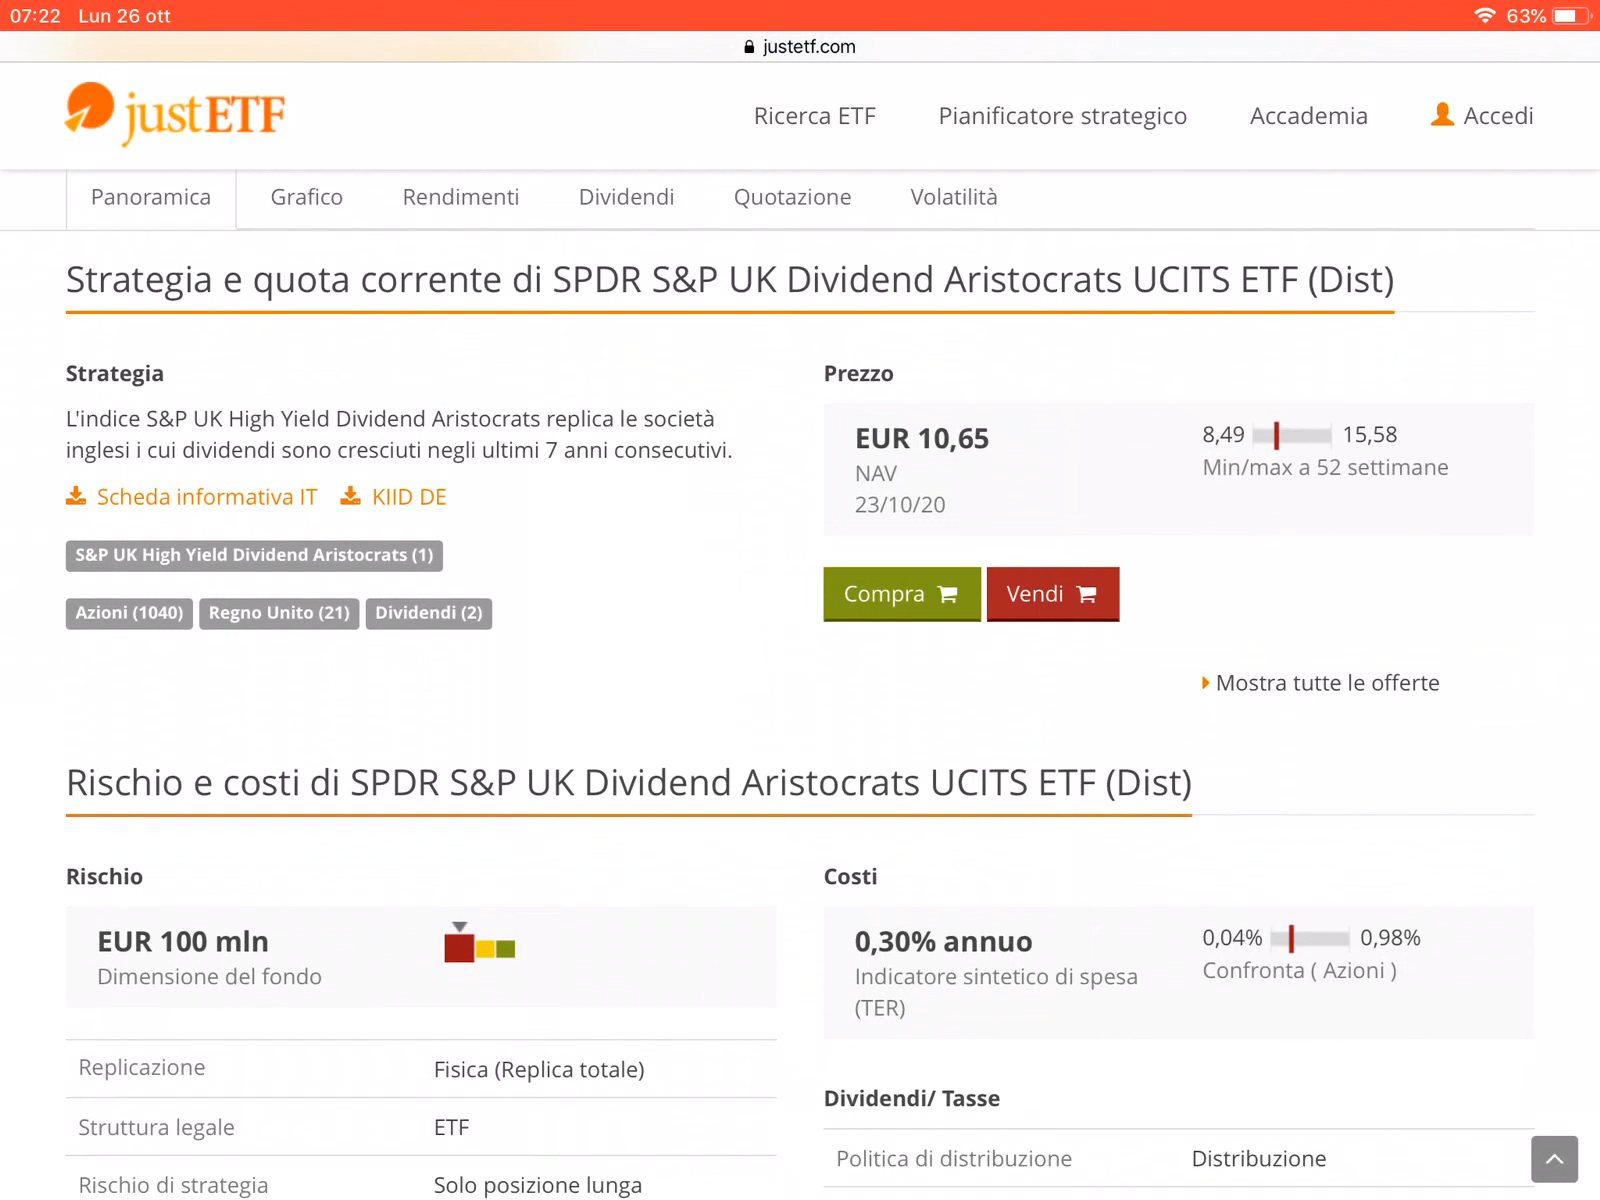 07:22 Lun 26 ott 63%
justetf.com
justETF
Ricerca ETF Pianificatore strategico Accademia Accedi
Panoramica Grafico Rendimenti Dividendi Quotazione Volatilità
Strategia e quota corrente di SPDR S&P UK Dividend Aristocrats UCITS ETF (Dist)
Strategia
L'indice S&P UK High Yield Dividend Aristocrats replica le società
inglesi i cui dividendi sono cresciuti negli ultimi 7 anni consecutivi.
Scheda informativa IT KIID DE
S&P UK High Yield Dividend Aristocrats (1)
Azioni (1040) Regno Unito (21) Dividendi (2)
Prezzo
EUR 10,65
NAV
23/10/20
8,49 15,58
Min/max a 52 settimane
Compra Vendi
Mostra tutte le offerte
Rischio e costi di SPDR S&P UK Dividend Aristocrats UCITS ETF (Dist)
Rischio
EUR 100 mln
Dimensione del fondo
Replicazione Fisica (Replica totale)
Struttura legale ETF
Rischio di strategia Solo posizione lunga
Costi
0,30% annuo
Indicatore sintetico di spesa
(TER)
0,04% 0,98%
Confronta ( Azioni )
Dividendi/ Tasse
Politica di distribuzione Distribuzione